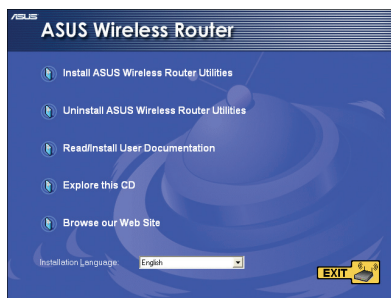 ASUS
ASUS Wireless Router
Install ASUS Wireless Router Utilities
Uninstall ASUS Wireless Router Utilities
Read/Install User Documentation
Explore this CD
Browse our Web Site
Installation Language: English
EXIT